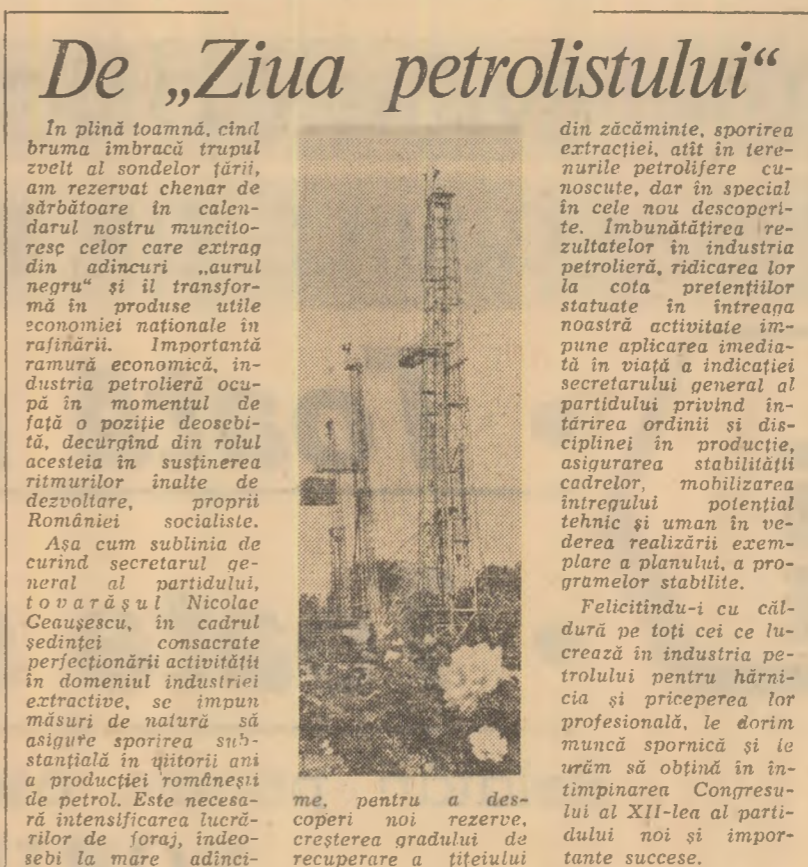 De „Ziua petrolistului“
In plină toamnă, cînd
bruma îmbracă trupul
zvelt al sondelor țării,
am rezervat chenar de
sărbătoare în calen-
darul nostru muncito-
resc celor care extrag
din adincuri „aurul
negru“ și îl transfor-
mă în produse utile
economiei naționale în
rafinării. Importantă
ramură economică, in-
dustria petrolieră ocu-
pă în momentul de
față o poziție deosebi-
tă, decurgînd din rolul
acesteia în susținerea
ritmurilor inalte de
dezvoltare, proprii
României socialiste.
Așa cum sublinia de
curind secretarul ge-
neral al partidului,
tovarășul Nicolae
Ceaușescu, în cadrul
ședinței consacrate
perfecționării activității
în domeniul industriei
extractive, se impun
măsuri de natură să
asigure sporirea sub-
stanțială în viitorii ani
a producției românești
de petrol. Este necesa-
ră intensificarea lucră-
rilor de foraj, îndeo-
sebi la mare adînci-
me, pentru a des-
coperi noi rezerve,
creșterea gradului de
recuperare a țițeiului
din zăcăminte, sporirea
extracției, atît în tere-
nurile petrolifere cu-
noscute, dar în special
în cele nou descoperi-
te. Imbunătățirea re-
zultatelor în industria
petrolieră, ridicarea lor
la cota pretențiilor
statuate în întreaga
noastră activitate im-
pune aplicarea imedia-
tă în viață a indicației
secretarului general al
partidului privind în-
tărirea ordinii și dis-
ciplinei în producție,
asigurarea stabilității
cadrelor, mobilizarea
întregului potențial
tehnic și uman în ve-
derea realizării exem-
plare a planului, a pro-
gramelor stabilite.
Felicitîndu-i cu căl-
dură pe toți cei ce lu-
crează în industria pe-
trolului pentru hărni-
cia și priceperea lor
profesională, le dorim
muncă spornică și le
urăm să obțină în în-
timpinarea Congresu-
lui al XII-lea al parti-
dului noi și impor-
tante succese.